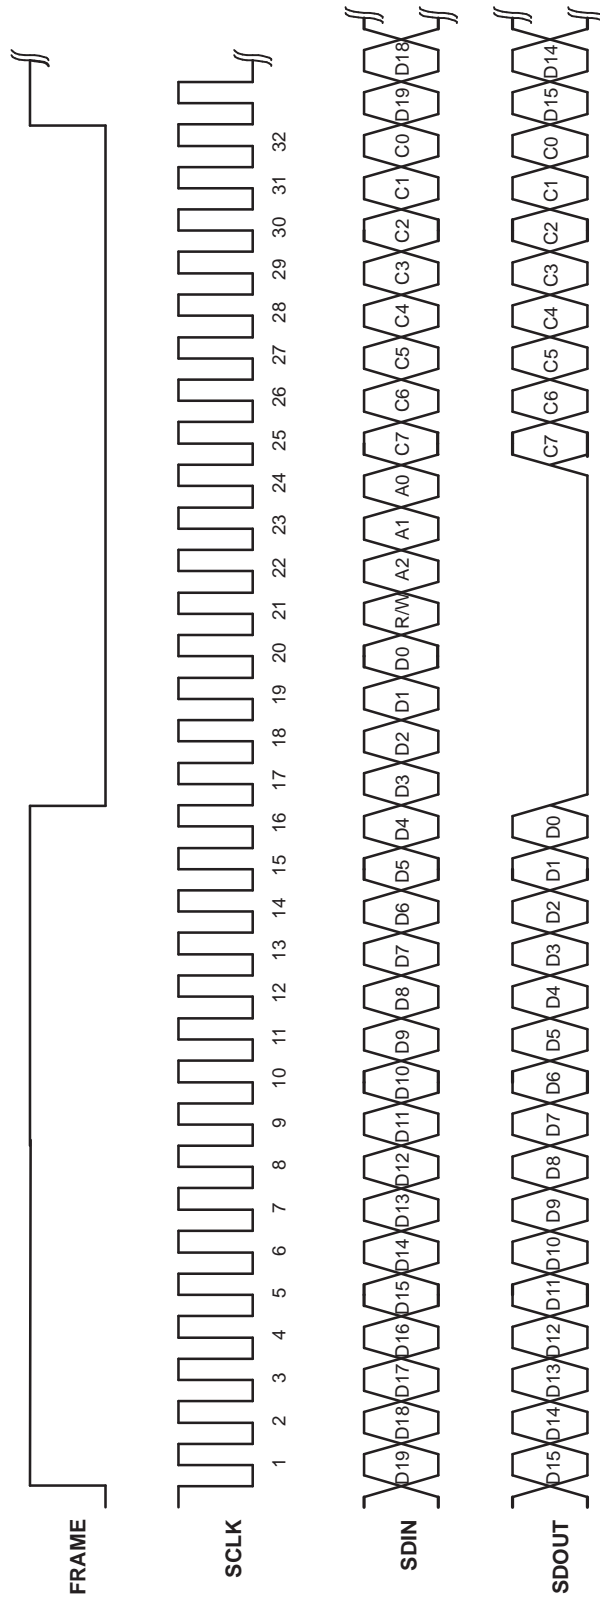 FRAME
SCLK
1 2 3 4 5 6 7 8 9 10 11 12 13 14 15 16 17 18 19 20 21 22 23 24 25 26 27 28 29 30 31 32
SDIN D19 D18 D17 D16 D15 D14 D13 D12 D11 D10 D9 D8 D7 D6 D5 D4 D3 D2 D1 D0 R/W A2 A1 A0 C7 C6 C5 C4 C3 C2 C1 C0 D19 D18
SDOUT D15 D14 D13 D12 D11 D10 D9 D8 D7 D6 D5 D4 D3 D2 D1 D0 C7 C6 C5 C4 C3 C2 C1 C0 D15 D14